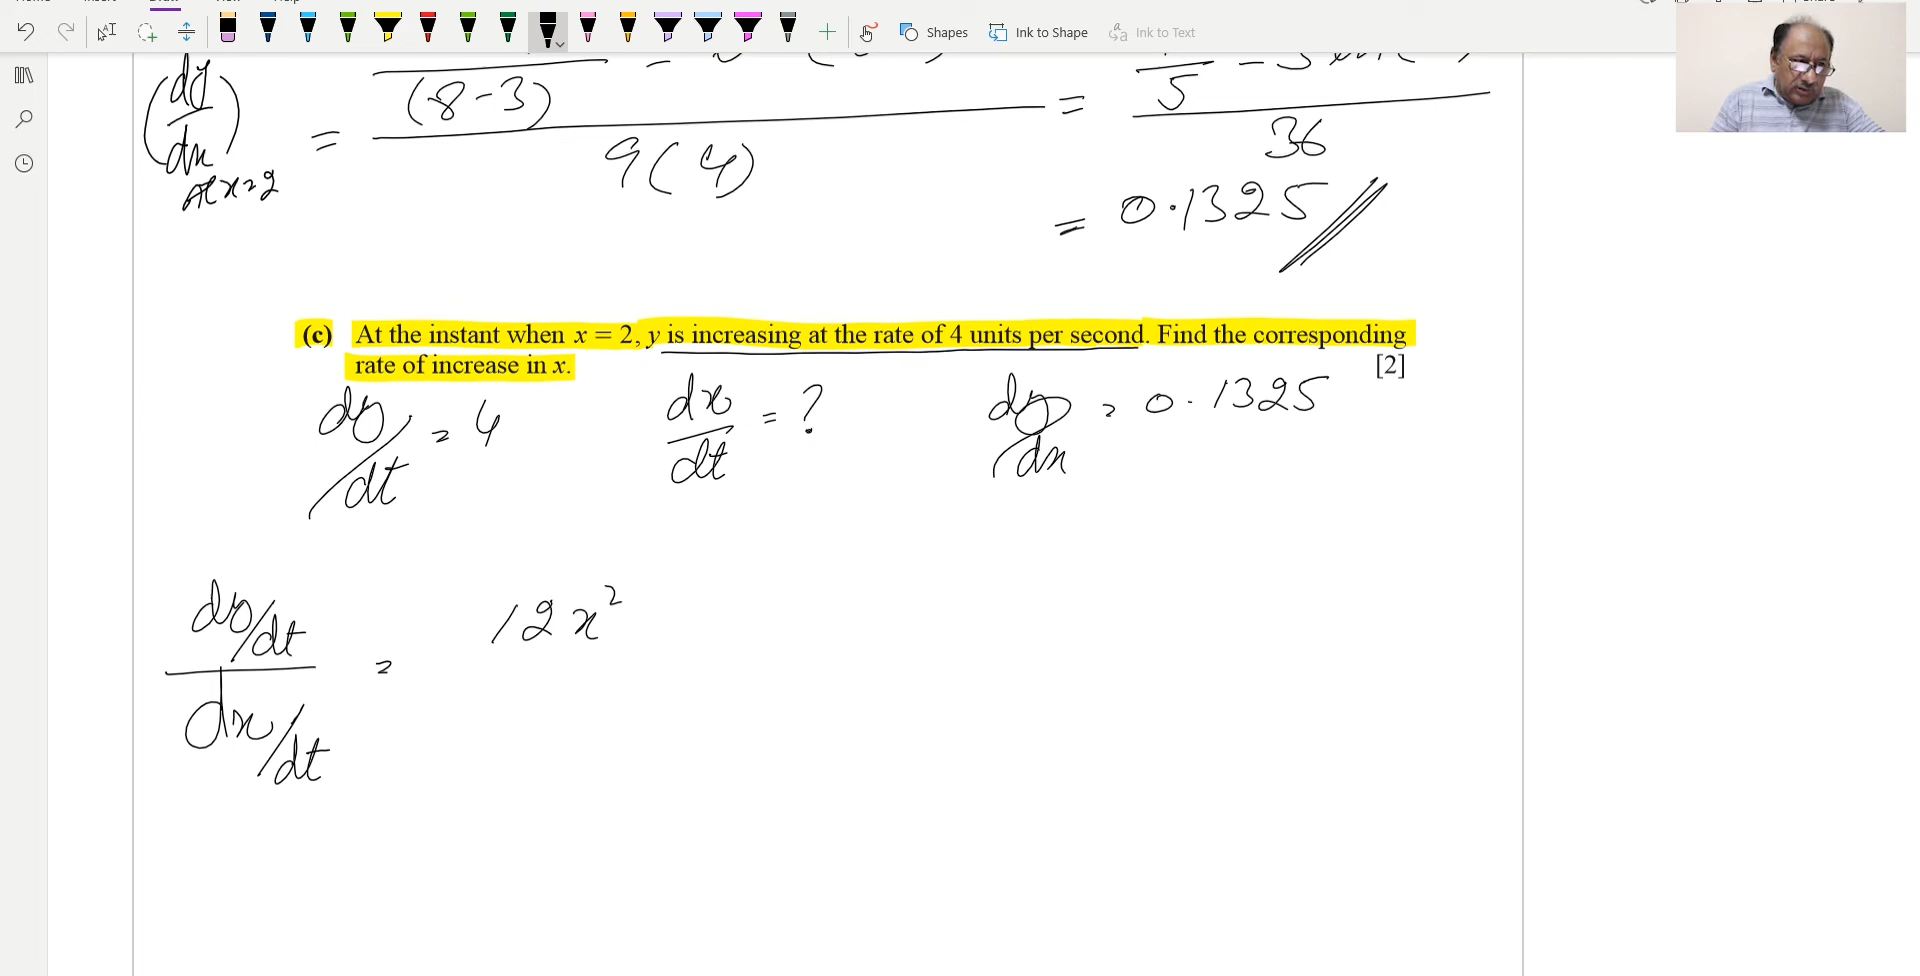 Shapes Ink to Shape Ink to Text
(8-3)
5
(dy/dx) at x=2 = 9(4) = 36
= 0.1325
(c) At the instant when x = 2, y is increasing at the rate of 4 units per second. Find the corresponding
rate of increase in x. [2]
dy/dt = 4 dx/dt = ? dy/dx = 0.1325
dy/dt
12x²
=
dx/dt